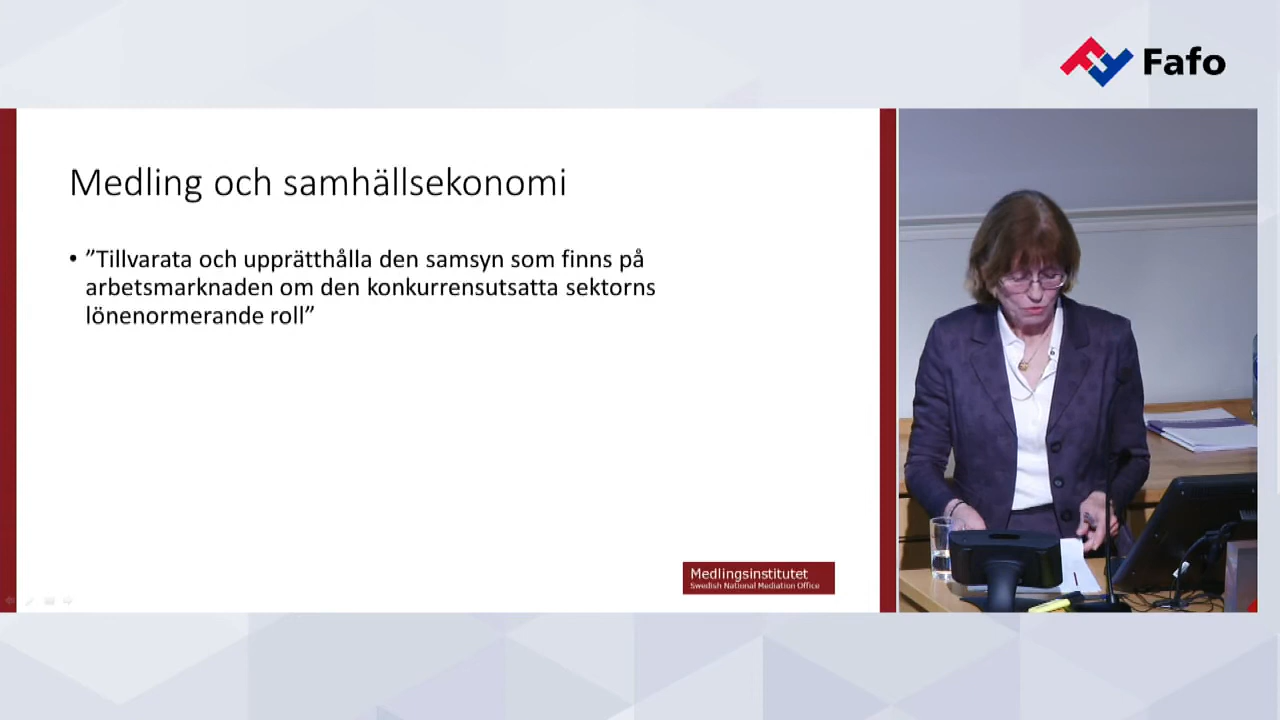 Fafo
Medling och samhällsekonomi
• ”Tillvarata och upprätthålla den samsyn som finns på
arbetsmarknaden om den konkurrensutsatta sektorns
lönenormerande roll”
Medlingsinstitutet
Swedish National Mediation Office